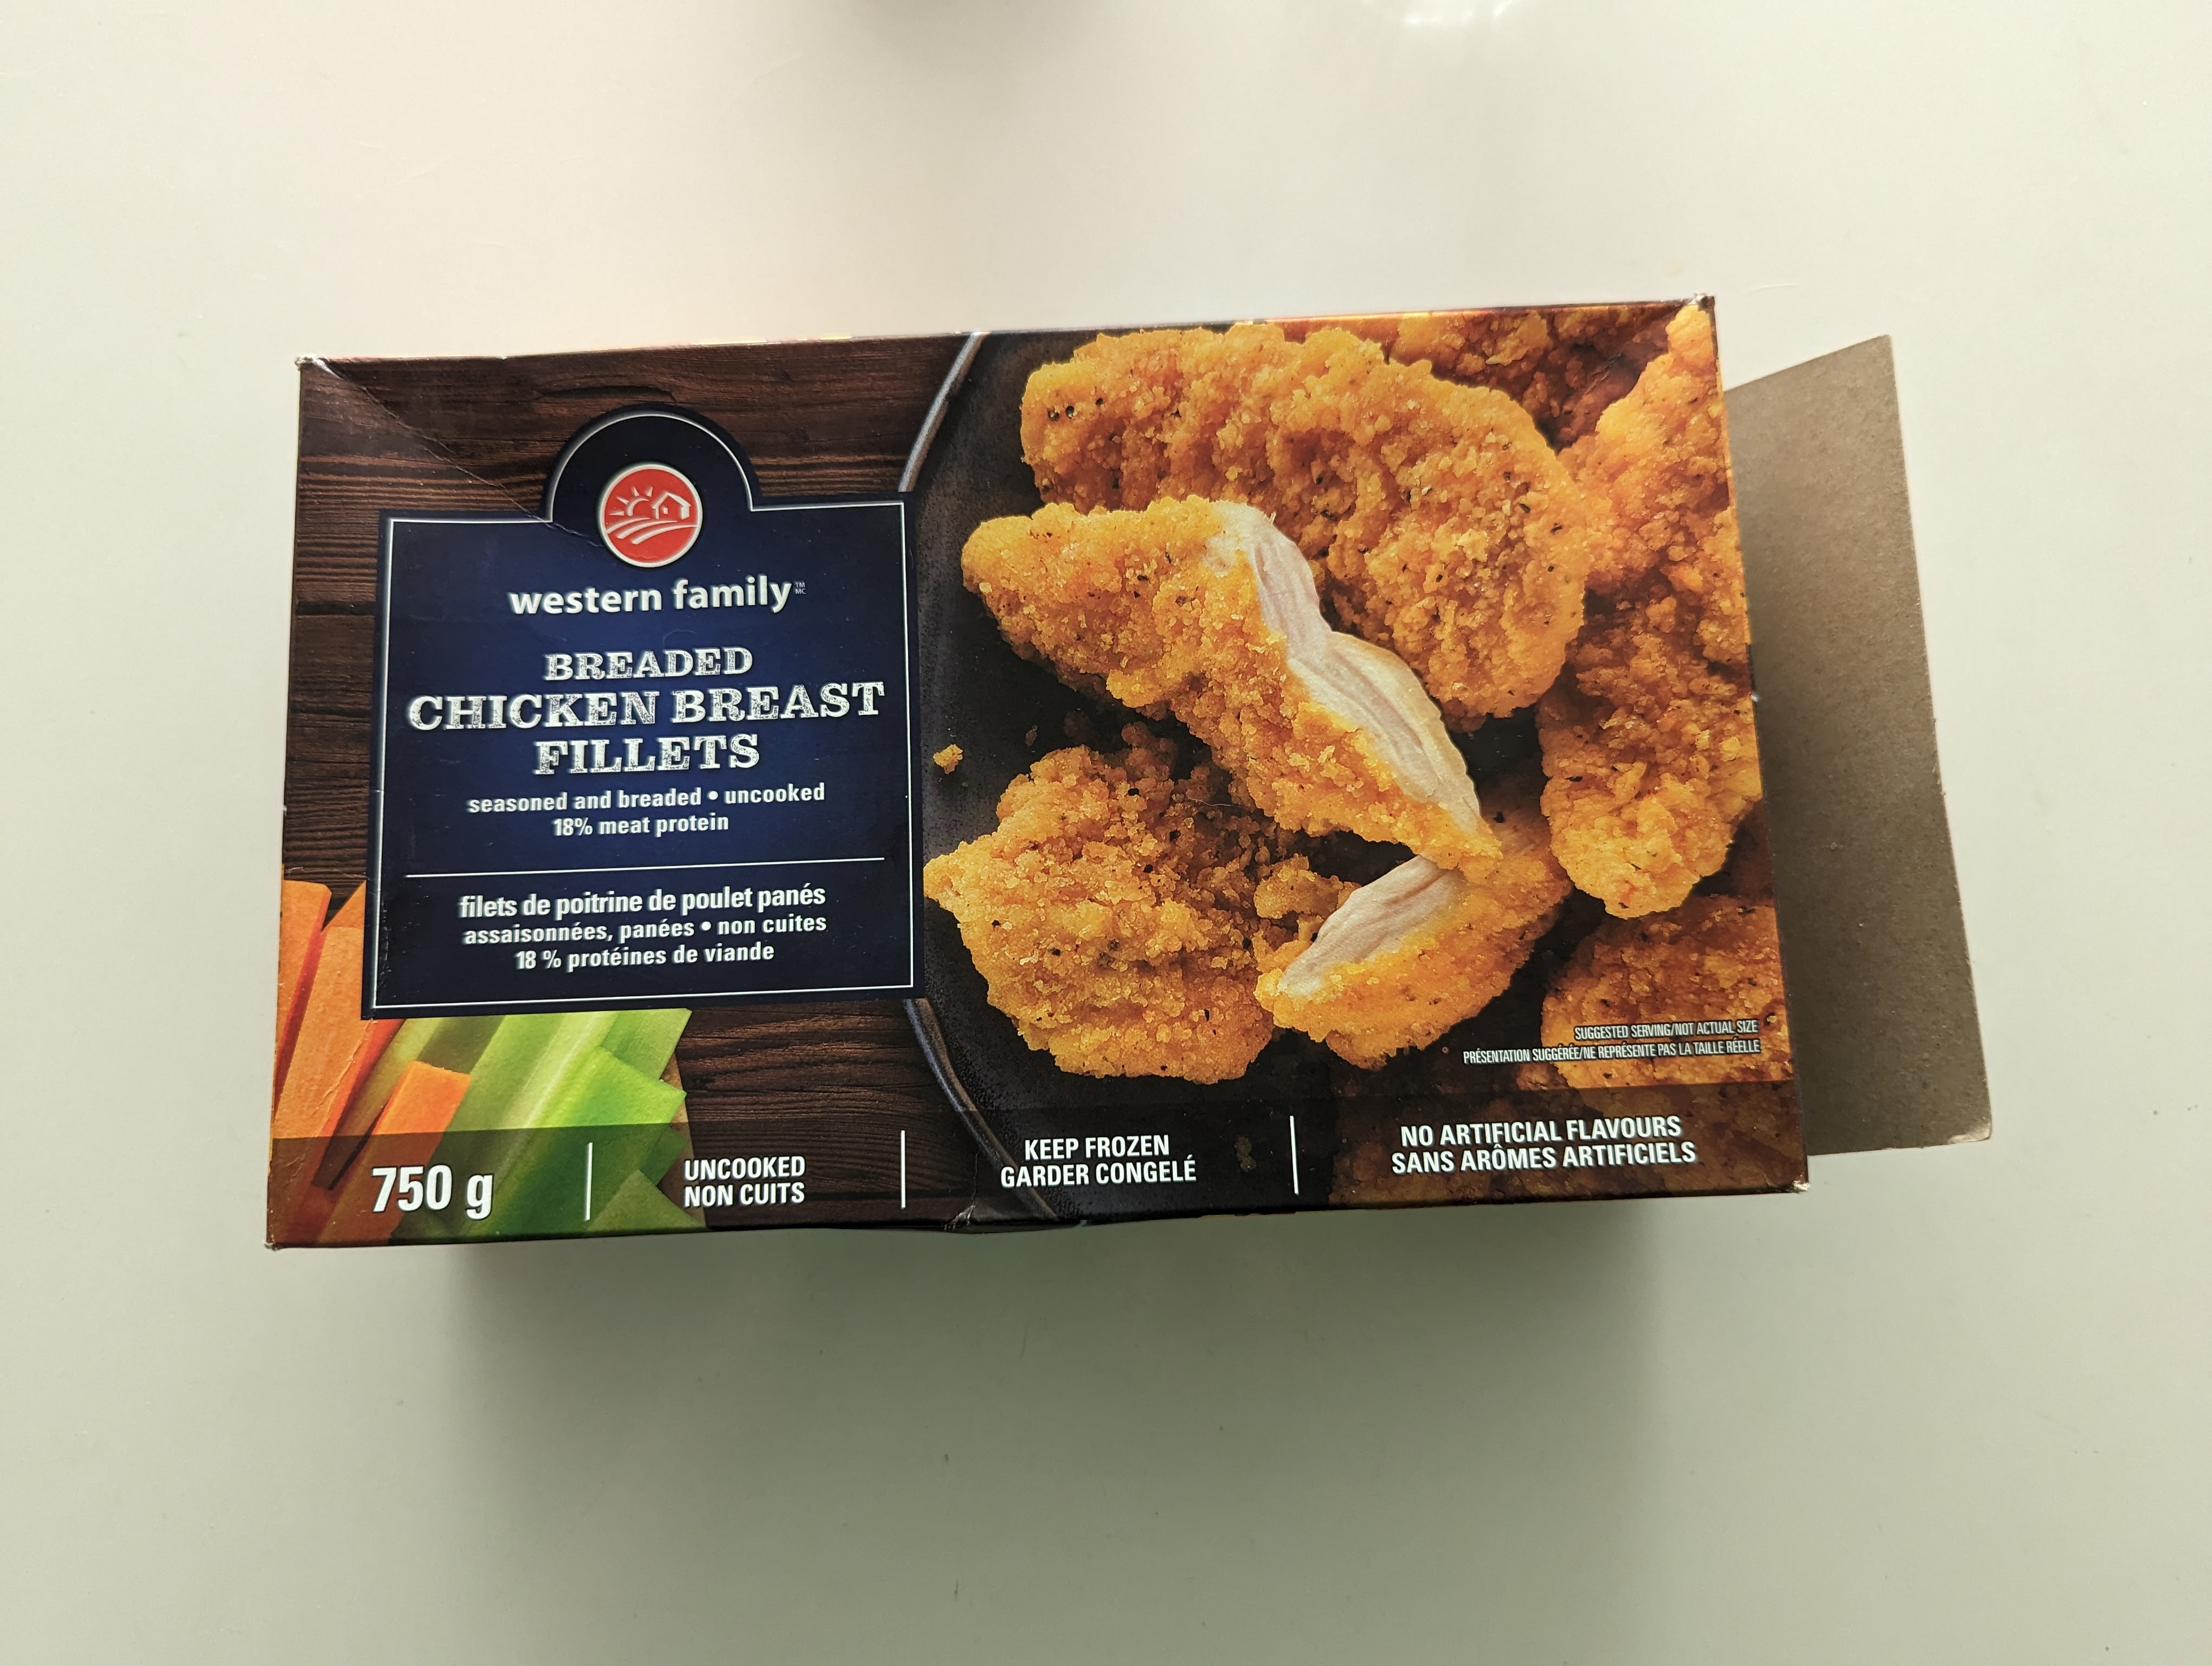 western family™ MC
BREADED
CHICKEN BREAST
FILLETS
seasoned and breaded • uncooked
18% meat protein
filets de poitrine de poulet panés
assaisonnées, panées • non cuites
18 % protéines de viande
SUGGESTED SERVING/NOT ACTUAL SIZE
PRÉSENTATION SUGGÉRÉE/NE REPRÉSENTE PAS LA TAILLE RÉELLE
750 g
UNCOOKED
NON CUITS
KEEP FROZEN
GARDER CONGELÉ
NO ARTIFICIAL FLAVOURS
SANS ARÔMES ARTIFICIELS